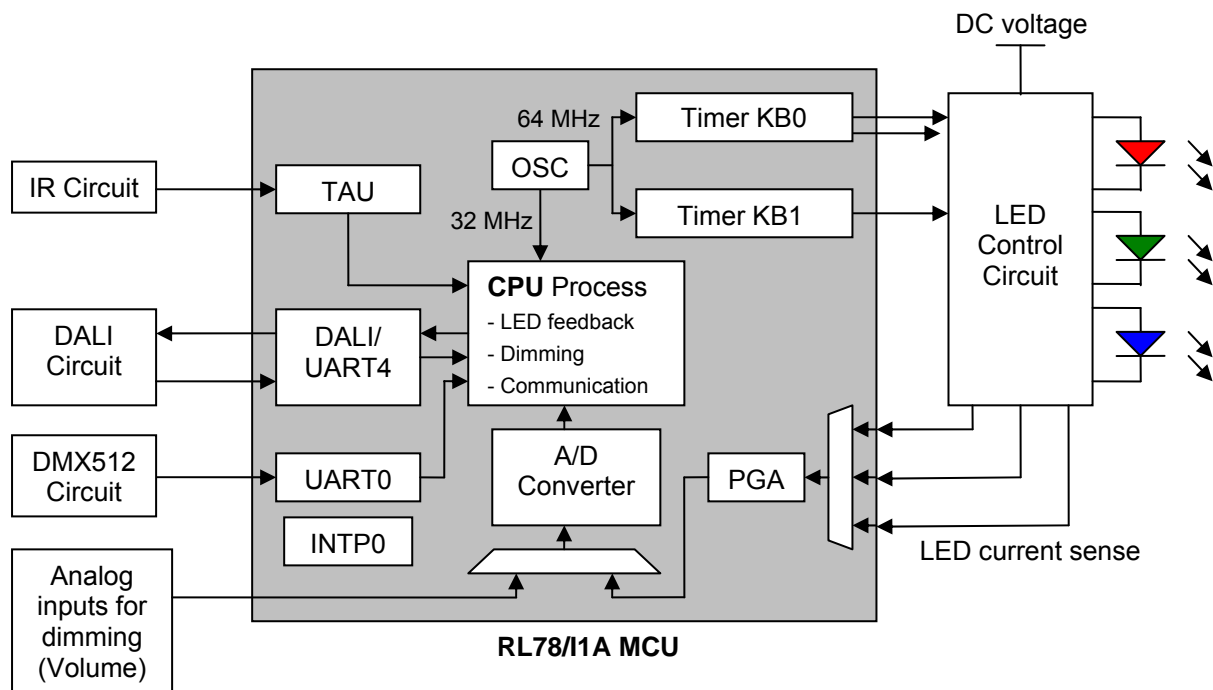 DC voltage
64 MHz
Timer KB0
OSC
IR Circuit
TAU
32 MHz
Timer KB1
LED
Control
Circuit
CPU Process
- LED feedback
- Dimming
- Communication
DALI
Circuit
DALI/
UART4
DMX512
Circuit
UART0
A/D
Converter
PGA
INTP0
LED current sense
Analog
inputs for
dimming
(Volume)
RL78/I1A MCU